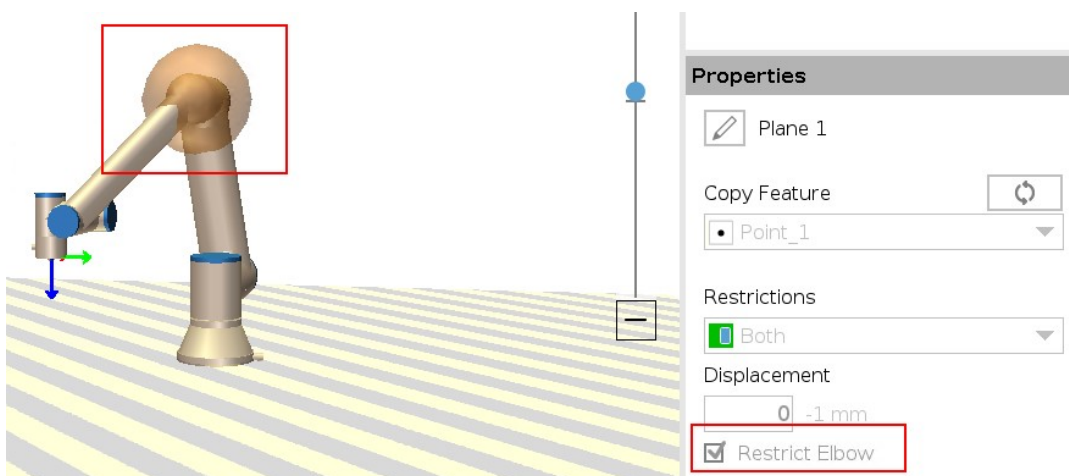 Properties
Plane 1
Copy Feature
Point_1
Restrictions
Both
Displacement
0 -1 mm
Restrict Elbow